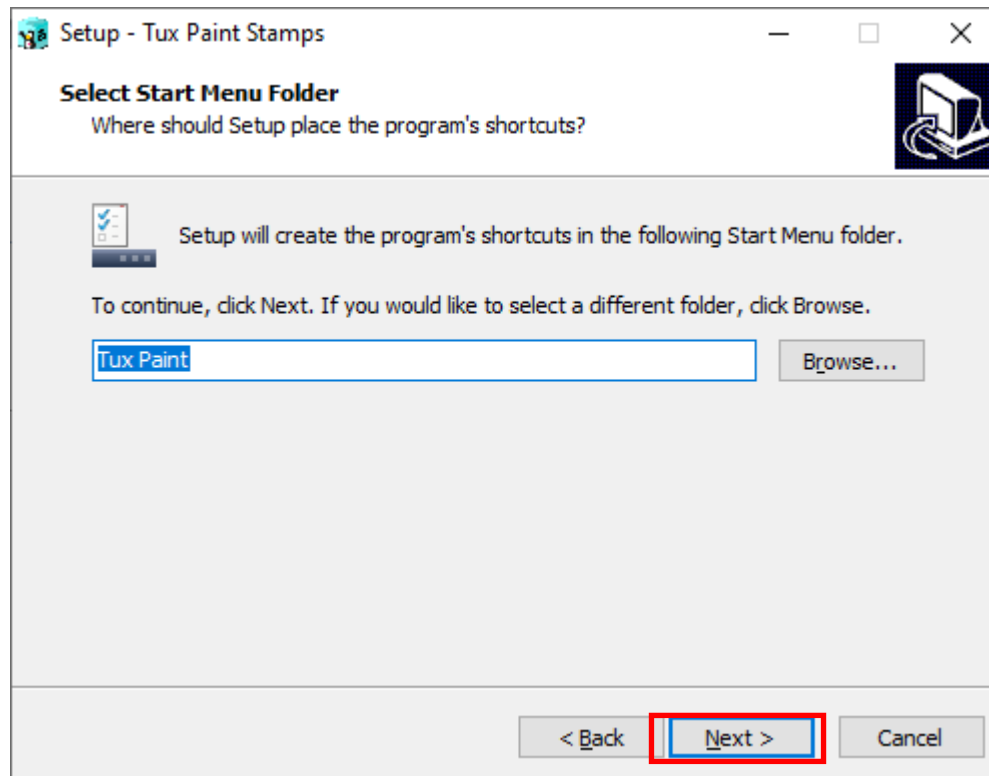 Setup - Tux Paint Stamps
Select Start Menu Folder
Where should Setup place the program's shortcuts?
Setup will create the program's shortcuts in the following Start Menu folder.
To continue, click Next. If you would like to select a different folder, click Browse.
Tux Paint
Browse...
< Back Next > Cancel